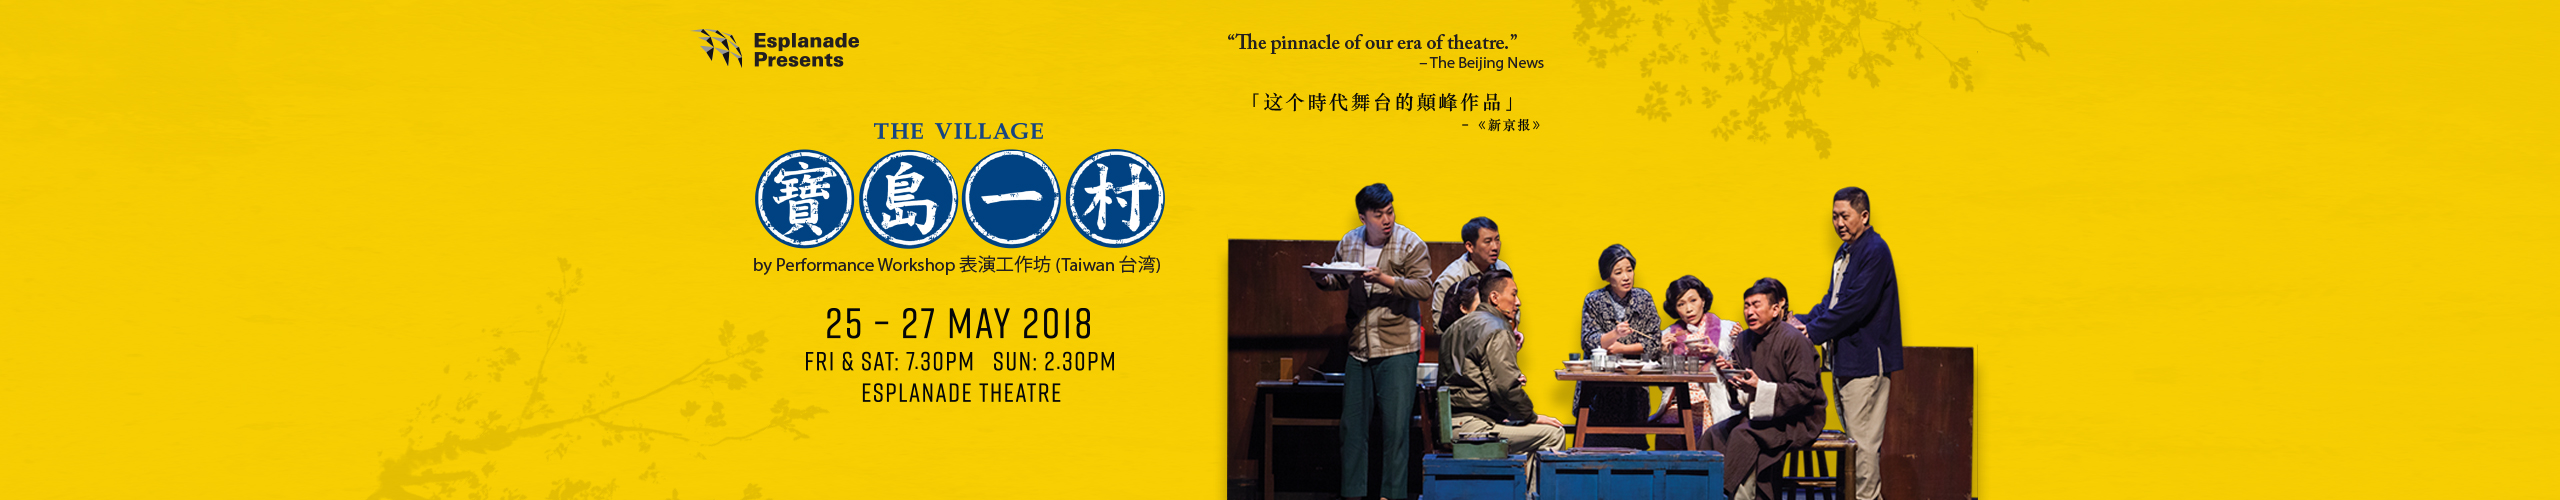 Esplanade
Presents
THE VILLAGE
寶島一村
by Performance Workshop 表演工作坊 (Taiwan 台湾)
25 – 27 MAY 2018
FRI & SAT: 7.30PM SUN: 2.30PM
ESPLANADE THEATRE
“The pinnacle of our era of theatre.”
– The Beijing News
「这个時代舞台的顛峰作品」
– 《新京报》